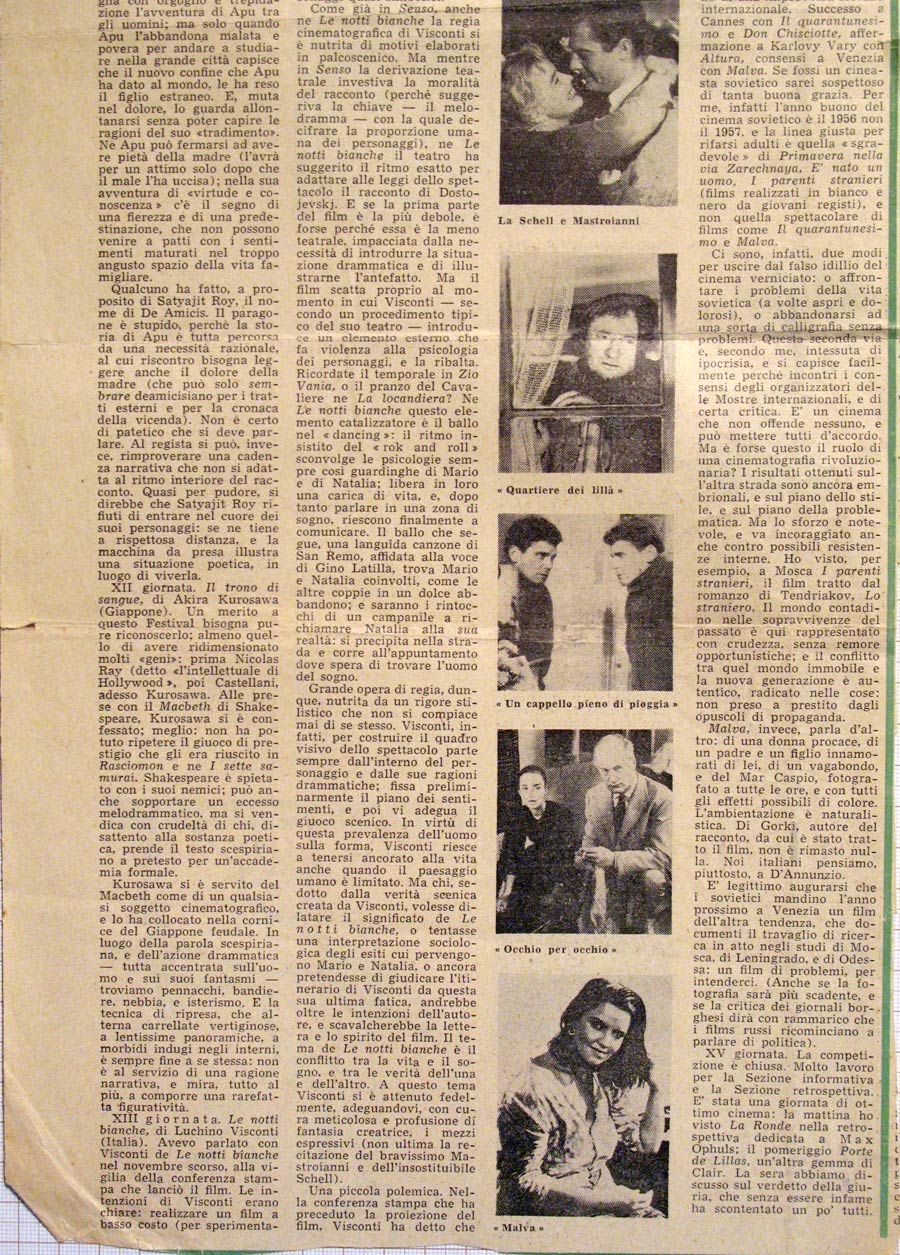 gna con orgoglio e trepida-
zione l'avventura di Apu tra
gli uomini; ma solo quando
Apu l'abbandona malata e
povera per andare a studia-
re nella grande città capisce
che il nuovo confine che Apu
ha dato al mondo, le ha reso
il figlio estraneo. E, muta
nel dolore, lo guarda allon-
tanarsi senza poter capire le
ragioni del suo «tradimento».
Nè Apu può fermarsi ad ave-
re pietà della madre (l'avrà
per un attimo solo dopo che
il male l'ha uccisa); nella sua
avventura di «virtude e co-
noscenza» c'è il segno di
una fierezza e di una prede-
stinazione, che non possono
venire a patti con i senti-
menti maturati nel troppo
angusto spazio della vita fa-
migliare.
Qualcuno ha fatto, a pro-
posito di Satyajit Roy, il no-
me di De Amicis. Il parago-
ne è stupido, perchè la sto-
ria di Apu è tutta percorsa
da una necessità razionale,
al cui riscontro bisogna leg-
gere anche il dolore della
madre (che può solo sem-
brare deamicisiano per i trat-
ti esterni e per la cronaca
della vicenda). Non è certo
di patetico che si deve par-
lare. Al regista si può, inve-
ce, rimproverare una caden-
za narrativa che non si adat-
ta al ritmo interiore del rac-
conto. Quasi per pudore, si
direbbe che Satyajit Roy ri-
fiuti di entrare nel cuore dei
suoi personaggi: se ne tiene
a rispettosa distanza, e la
macchina da presa illustra
una situazione poetica, in
luogo di viverla.
XII giornata. Il trono di
sangue, di Akira Kurosawa
(Giappone). Un merito a
questo Festival bisogna pu-
re riconoscerlo; almeno quel-
lo di avere ridimensionato
molti «geni»: prima Nicolas
Ray (detto «l'intellettuale di
Hollywood», poi Castellani,
adesso Kurosawa. Alle pre-
se con il Macbeth di Shake-
speare, Kurosawa si è con-
fessato; meglio: non ha po-
tuto ripetere il giuoco di pre-
stigio che gli era riuscito in
Rasciomon e ne I sette sa-
murai. Shakespeare è spieta-
to con i suoi nemici; può an-
che sopportare un eccesso
melodrammatico, ma si ven-
dica con crudeltà di chi, di-
sattento alla sostanza poeti-
ca, prende il testo scespiria-
no a pretesto per un'accade-
mia formale.
Kurosawa si è servito del
Macbeth come di un qualsia-
si soggetto cinematografico,
e lo ha collocato nella corni-
ce del Giappone feudale. In
luogo della parola scespiria-
na, e dell'azione drammatica
— tutta accentrata sull'uo-
mo e sui suoi fantasmi —
troviamo pennacchi, bandie-
re, nebbia, e isterismo. E la
tecnica di ripresa, che al-
terna carrellate vertiginose,
a lentissime panoramiche, a
morbidi indugi negli interni,
è sempre fine a se stessa: non
è al servizio di una ragione
narrativa, e mira, tutto al
più, a comporre una rarefat-
ta figuratività.
XIII giornata. Le notti
bianche, di Luchino Visconti
(Italia). Avevo parlato con
Visconti de Le notti bianche
nel novembre scorso, alla vi-
gilia della conferenza stam-
pa che lanciò il film. Le in-
tenzioni di Visconti erano
chiare: realizzare un film a
basso costo (per sperimenta-
Come già in Senso, anche
ne Le notti bianche la regia
cinematografica di Visconti si
è nutrita di motivi elaborati
in palcoscenico. Ma mentre
in Senso la derivazione tea-
trale investiva la moralità
del racconto (perché sugge-
riva la chiave — il melo-
dramma — con la quale de-
cifrare la proporzione uma-
na dei personaggi), ne Le
notti bianche il teatro ha
suggerito il ritmo esatto per
adattare alle leggi dello spet-
tacolo il racconto di Dosto-
jevskj. E se la prima parte
del film è la più debole, è
forse perché essa è la meno
teatrale, impacciata dalla ne-
cessità di introdurre la situa-
zione drammatica e di illu-
strarne l'antefatto. Ma il
film scatta proprio al mo-
mento in cui Visconti — se-
condo un procedimento tipi-
co del suo teatro — introdu-
ce un elemento esterno che
fa violenza alla psicologia
dei personaggi, e la ribalta.
Ricordate il temporale in Zio
Vania, o il pranzo del Cava-
liere ne La locandiera? Ne
Le notti bianche questo ele-
mento catalizzatore è il ballo
nel «dancing»: il ritmo in-
sistito del «rok and roll»
sconvolge le psicologie sem-
pre così guardinghe di Mario
e di Natalia; libera in loro
una carica di vita, e, dopo
tanto parlare in una zona di
sogno, riescono finalmente a
comunicare. Il ballo che se-
gue, una languida canzone di
San Remo, affidata alla voce
di Gino Latilla, trova Mario
e Natalia coinvolti, come le
altre coppie in un dolce ab-
bandono; e saranno i rintoc-
chi di un campanile a ri-
chiamare Natalia alla sua
realtà: si precipita nella stra-
da e corre all'appuntamento
dove spera di trovare l'uomo
del sogno.
Grande opera di regia, dun-
que, nutrita da un rigore sti-
listico che non si compiace
mai di se stesso. Visconti, in-
fatti, per costruire il quadro
visivo dello spettacolo parte
sempre dall'interno del per-
sonaggio e dalle sue ragioni
drammatiche; fissa prelimi-
narmente il piano dei senti-
menti, e poi vi adegua il
giuoco scenico. In virtù di
questa prevalenza dell'uomo
sulla forma, Visconti riesce
a tenersi ancorato alla vita
anche quando il paesaggio
umano è limitato. Ma chi, se-
dotto dalla verità scenica
creata da Visconti, volesse di-
latare il significato de Le
notti bianche, o tentasse
una interpretazione sociolo-
gica degli esiti cui pervengo-
no Mario e Natalia, o ancora
pretendesse di giudicare l'iti-
nerario di Visconti da questa
sua ultima fatica, andrebbe
oltre le intenzioni dell'auto-
re, e scavalcherebbe la lette-
ra e lo spirito del film. Il te-
ma de Le notti bianche è il
conflitto tra la vita e il so-
gno, e tra le verità dell'una
e dell'altro. A questo tema
Visconti si è attenuto fedel-
mente, adeguandovi, con cu-
ra meticolosa e profusione di
fantasia creatrice, i mezzi
espressivi (non ultima la re-
citazione del bravissimo Ma-
stroianni e dell'insostituibile
Schell).
Una piccola polemica. Nel-
la conferenza stampa che ha
preceduto la proiezione del
film, Visconti ha detto che
La Schell e Mastroianni
«Quartiere dei lillà»
«Un cappello pieno di pioggia»
«Occhio per occhio»
«Malva»
internazionale. Successo a
Cannes con Il quarantunesi-
mo e Don Chisciotte, affer-
mazione a Karlovy Vary con
Altura, consensi a Venezia
con Malva. Se fossi un cinea-
sta sovietico sarei sospettoso
di tanta buona grazia. Per
me, infatti l'anno buono del
cinema sovietico è il 1956 non
il 1957, e la linea giusta per
rifarsi adulti è quella «sgra-
devole» di Primavera nella
via Zarechnaya, E' nato un
uomo, I parenti stranieri
(films realizzati in bianco e
nero da giovani registi), e
non quella spettacolare di
films come Il quarantunesi-
mo e Malva.
Ci sono, infatti, due modi
per uscire dal falso idillio del
cinema verniciato: o affron-
tare i problemi della vita
sovietica (a volte aspri e do-
lorosi), o abbandonarsi ad
una sorta di calligrafia senza
problemi. Questa seconda via
è, secondo me, intessuta di
ipocrisia, e si capisce facil-
mente perché incontri i con-
sensi degli organizzatori del-
le Mostre internazionali, e di
certa critica. E' un cinema
che non offende nessuno, e
può mettere tutti d'accordo.
Ma è forse questo il ruolo di
una cinematografia rivoluzio-
naria? I risultati ottenuti sul-
l'altra strada sono ancora em-
brionali, e sul piano dello sti-
le, e sul piano della proble-
matica. Ma lo sforzo è note-
vole, e va incoraggiato an-
che contro possibili resisten-
ze interne. Ho visto, per
esempio, a Mosca I parenti
stranieri, il film tratto dal
romanzo di Tendriakov, Lo
straniero. Il mondo contadi-
no nelle sopravvivenze del
passato è qui rappresentato
con crudezza, senza remore
opportunistiche; e il conflitto
tra quel mondo immobile e
la nuova generazione è au-
tentico, radicato nelle cose:
non preso a prestito dagli
opuscoli di propaganda.
Malva, invece, parla d'al-
tro: di una donna procace, di
un padre e un figlio innamo-
rati di lei, di un vagabondo,
e del Mar Caspio, fotogra-
fato a tutte le ore, e con tutti
gli effetti possibili di colore.
L'ambientazione è naturali-
stica. Di Gorki, autore del
racconto, da cui è stato trat-
to il film, non è rimasto nul-
la. Noi italiani pensiamo,
piuttosto, a D'Annunzio.
E' legittimo augurarsi che
i sovietici mandino l'anno
prossimo a Venezia un film
dell'altra tendenza, che do-
cumenti il travaglio di ricer-
ca in atto negli studi di Mo-
sca, di Leningrado, e di Odes-
sa: un film di problemi, per
intenderci. (Anche se la fo-
tografia sarà più scadente, e
se la critica dei giornali bor-
ghesi dirà con rammarico che
i films russi ricominciano a
parlare di politica).
XV giornata. La competi-
zione è chiusa. Molto lavoro
per la Sezione informativa
e la Sezione retrospettiva.
E' stata una giornata di ot-
timo cinema: la mattina ho
visto La Ronde nella retro-
spettiva dedicata a Max
Ophuls; il pomeriggio Porte
de Lillas, un'altra gemma di
Clair. La sera abbiamo di-
scusso sul verdetto della giu-
ria, che senza essere infame
ha scontentato un po' tutti.